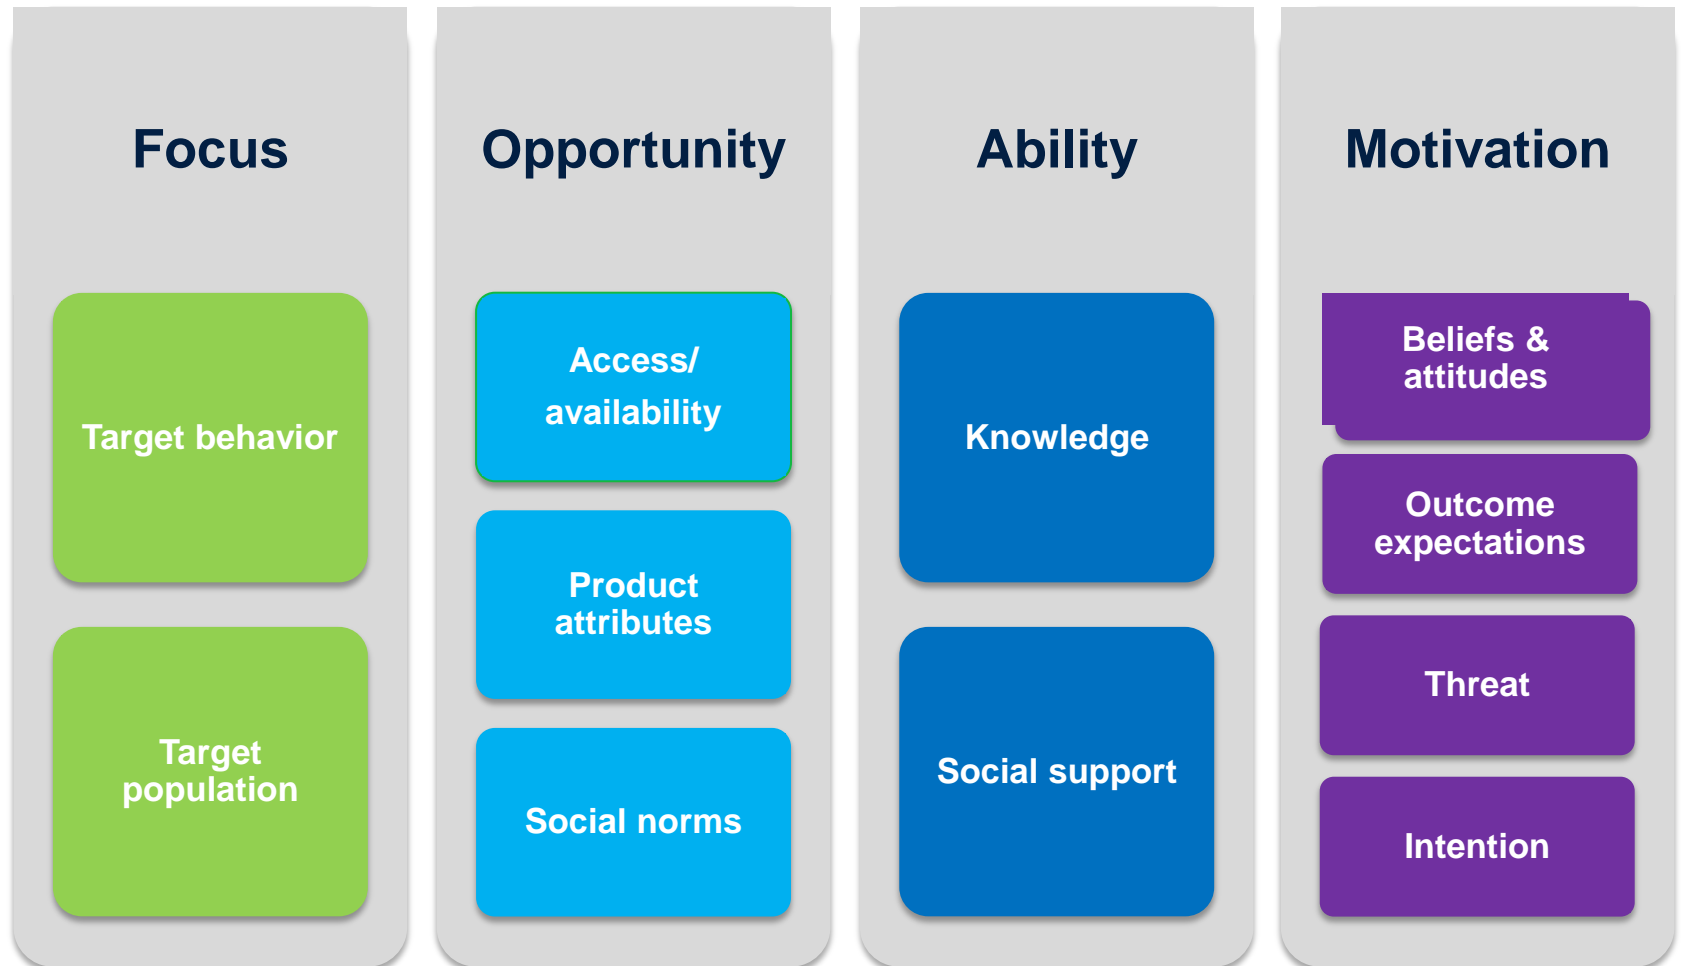 Focus
Target behavior
Target
population
Opportunity
Access/
availability
Product
attributes
Social norms
Ability
Knowledge
Social support
Motivation
Beliefs &
attitudes
Outcome
expectations
Threat
Intention